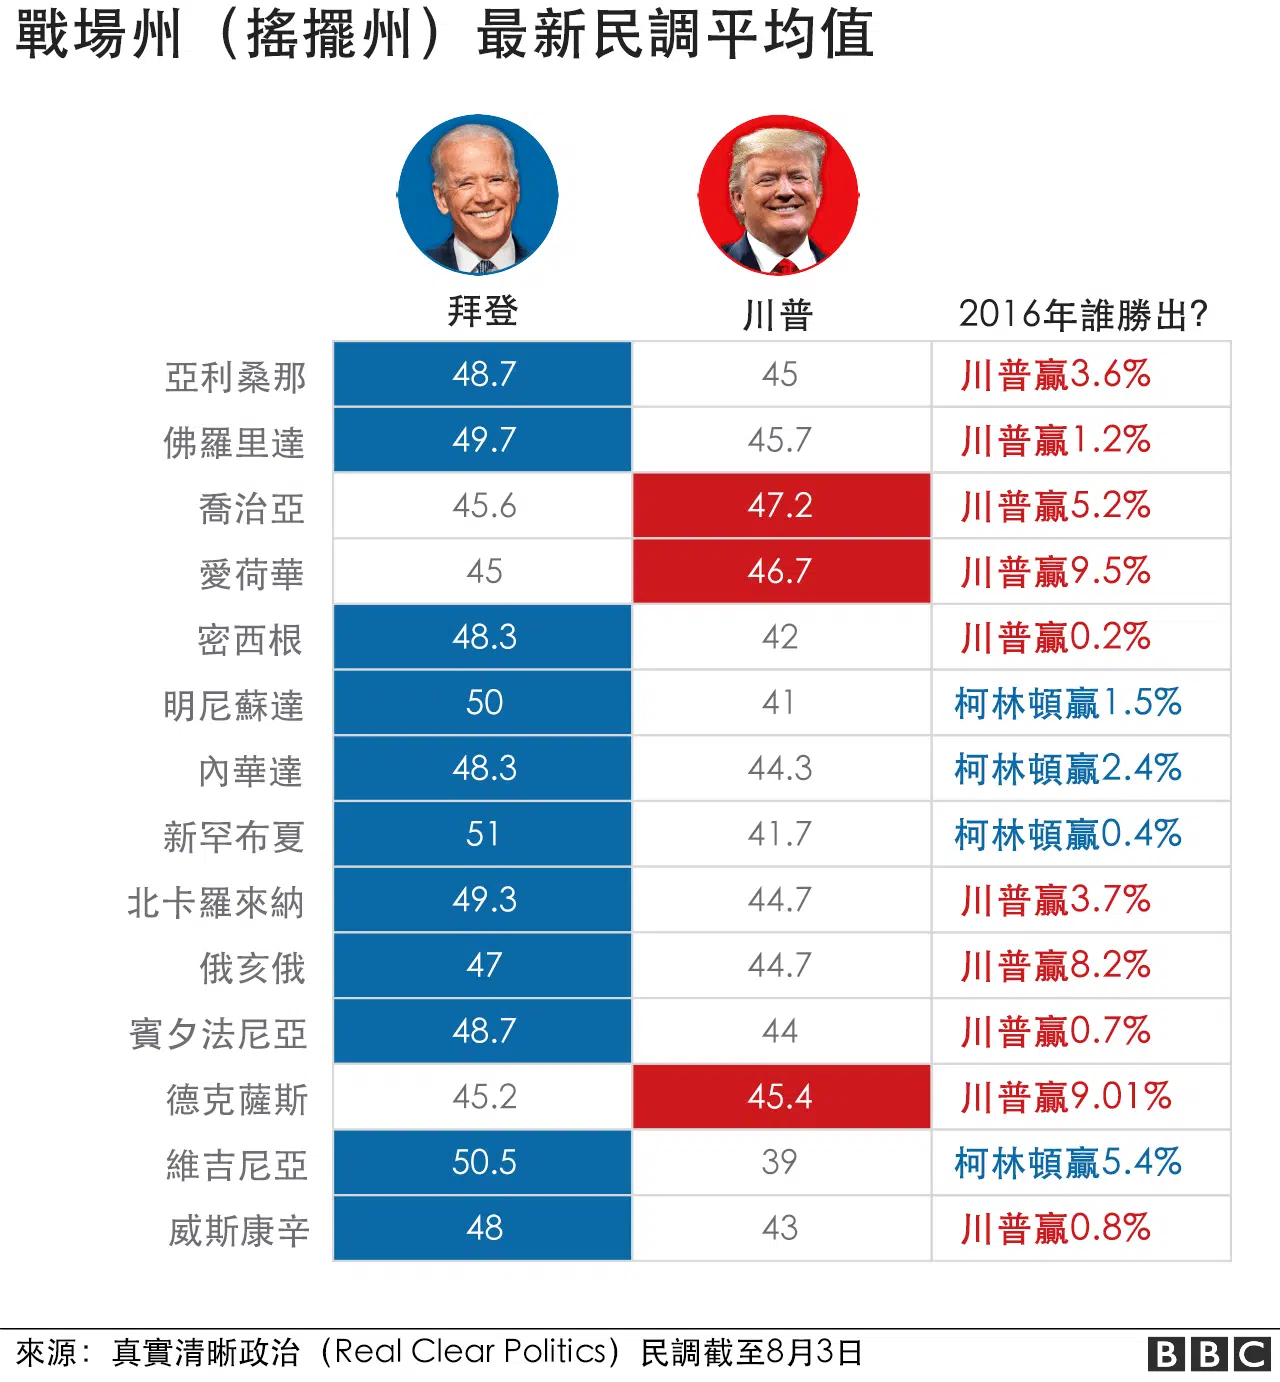 戰場州（搖擺州）最新民調平均值
拜登 川普 2016年誰勝出?
亞利桑那 48.7 45 川普贏3.6%
佛羅里達 49.7 45.7 川普贏1.2%
喬治亞 45.6 47.2 川普贏5.2%
愛荷華 45 46.7 川普贏9.5%
密西根 48.3 42 川普贏0.2%
明尼蘇達 50 41 柯林頓贏1.5%
內華達 48.3 44.3 柯林頓贏2.4%
新罕布夏 51 41.7 柯林頓贏0.4%
北卡羅來納 49.3 44.7 川普贏3.7%
俄亥俄 47 44.7 川普贏8.2%
賓夕法尼亞 48.7 44 川普贏0.7%
德克薩斯 45.2 45.4 川普贏9.01%
維吉尼亞 50.5 39 柯林頓贏5.4%
威斯康辛 48 43 川普贏0.8%
來源：真實清晰政治（Real Clear Politics）民調截至8月3日
BBC